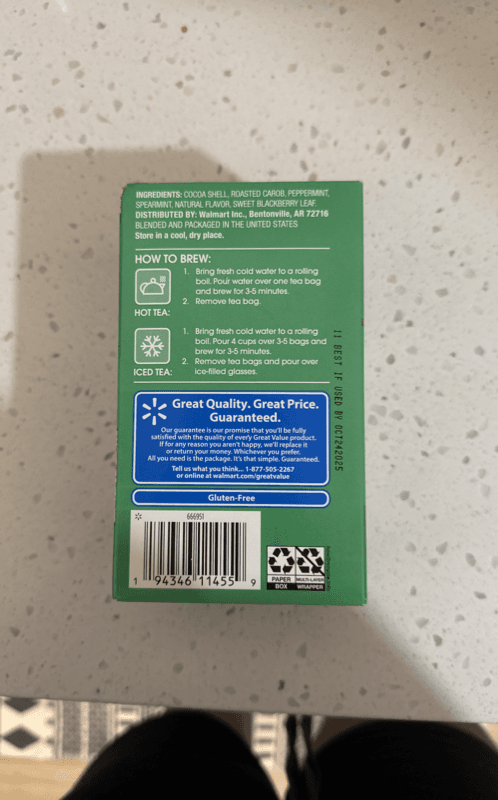 INGREDIENTS: COCOA SHELL, ROASTED CAROB, PEPPERMINT,
SPEARMINT, NATURAL FLAVOR, SWEET BLACKBERRY LEAF.
DISTRIBUTED BY: Walmart Inc., Bentonville, AR 72716
BLENDED AND PACKAGED IN THE UNITED STATES
Store in a cool, dry place.
HOW TO BREW:
1. Bring fresh cold water to a rolling
boil. Pour water over one tea bag
and brew for 3-5 minutes.
2. Remove tea bag.
HOT TEA:
1. Bring fresh cold water to a rolling
boil. Pour 4 cups over 3-5 bags and
brew for 3-5 minutes.
2. Remove tea bags and pour over
ice-filled glasses.
ICED TEA:
11 BEST IF USED BY OCT242025
Great Quality. Great Price.
Guaranteed.
Our guarantee is our promise that you'll be fully
satisfied with the quality of every Great Value product.
If for any reason you aren't happy, we'll replace it
or return your money. Whichever you prefer.
All you need is the package. It's that simple. Guaranteed.
Tell us what you think... 1-877-505-2267
or online at walmart.com/greatvalue
Gluten-Free
666951
1 94346 11455 9
PAPER
BOX
MULTI-LAYER
WRAPPER